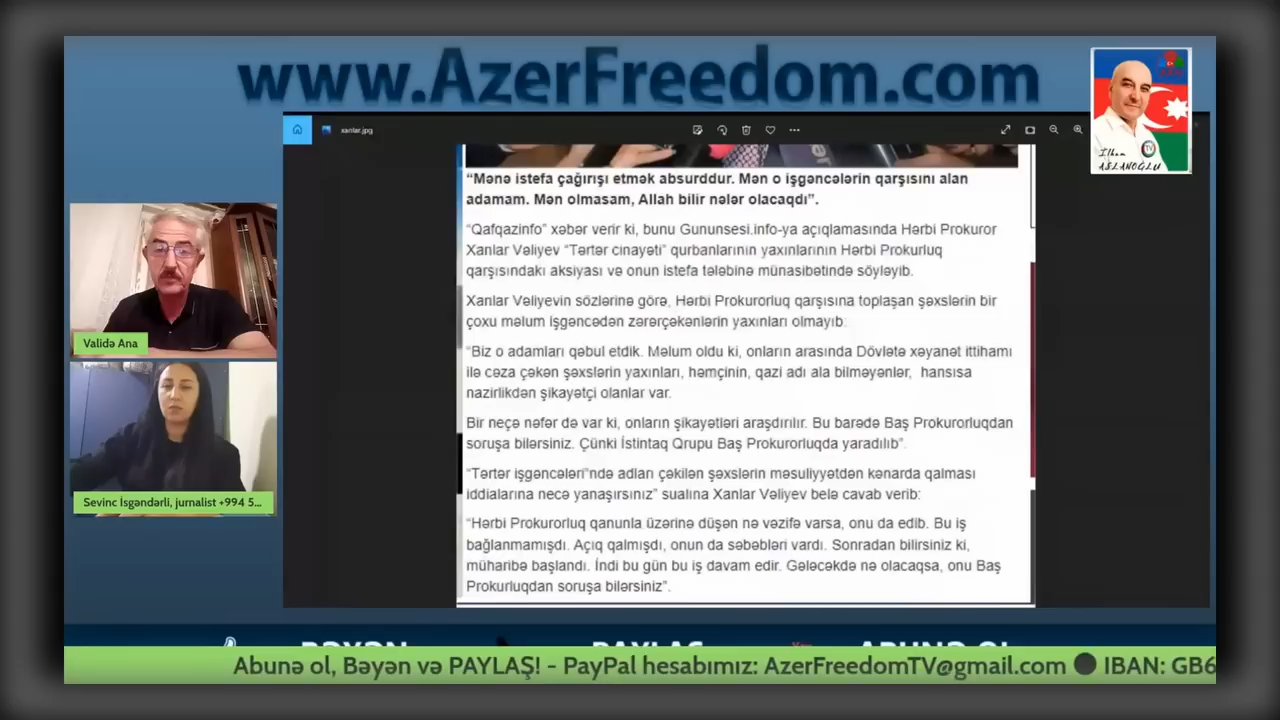 www.AzerFreedom.com
İlham
ASLANOĞLU
TV
xanlar.jpg
“Mənə istefa çağırışı etmək absurddur. Mən o işgəncələrin qarşısını alan
adamam. Mən olmasam, Allah bilir nələr olacaqdı”.
“Qafqazinfo” xəbər verir ki, bunu Gununsesi.info-ya açıqlamasında Hərbi Prokuror
Xanlar Vəliyev “Tərtər cinayəti” qurbanlarının yaxınlarının Hərbi Prokurluq
qarşısındakı aksiyası və onun istefa tələbinə münasibətində söyləyib.
Xanlar Vəliyevin sözlərinə görə, Hərbi Prokurorluq qarşısına toplaşan şəxslərin bir
çoxu məlum işgəncədən zərərçəkənlərin yaxınları olmayıb:
“Biz o adamları qəbul etdik. Məlum oldu ki, onların arasında Dövlətə xəyanət ittihamı
ilə cəza çəkən şəxslərin yaxınları, həmçinin, qazi adı ala bilməyənlər, hansısa
nazirlikdən şikayətçi olanlar var.
Bir neçə nəfər də var ki, onların şikayətləri araşdırılır. Bu barədə Baş Prokurorluqdan
soruşa bilərsiniz. Çünki İstintaq Qrupu Baş Prokurorluqda yaradılıb”.
“Tərtər işgəncələri”ndə adları çəkilən şəxslərin məsuliyyətdən kənarda qalması
iddialarına necə yanaşırsınız” sualına Xanlar Vəliyev belə cavab verib:
“Hərbi Prokurorluq qanunla üzərinə düşən nə vəzifə varsa, onu da edib. Bu iş
bağlanmamışdı. Açıq qalmışdı, onun da səbəbləri vardı. Sonradan bilirsiniz ki,
müharibə başlandı. İndi bu gün bu iş davam edir. Gələcəkdə nə olacaqsa, onu Baş
Prokurluqdan soruşa bilərsiniz”.
Validə Ana
Sevinc İsgəndərli, jurnalist +994 5...
BƏYƏN PAYLAŞ ABUNƏ OL
Abunə ol, Bəyən və PAYLAŞ! - PayPal hesabımız: AzerFreedomTV@gmail.com ● IBAN: GB6